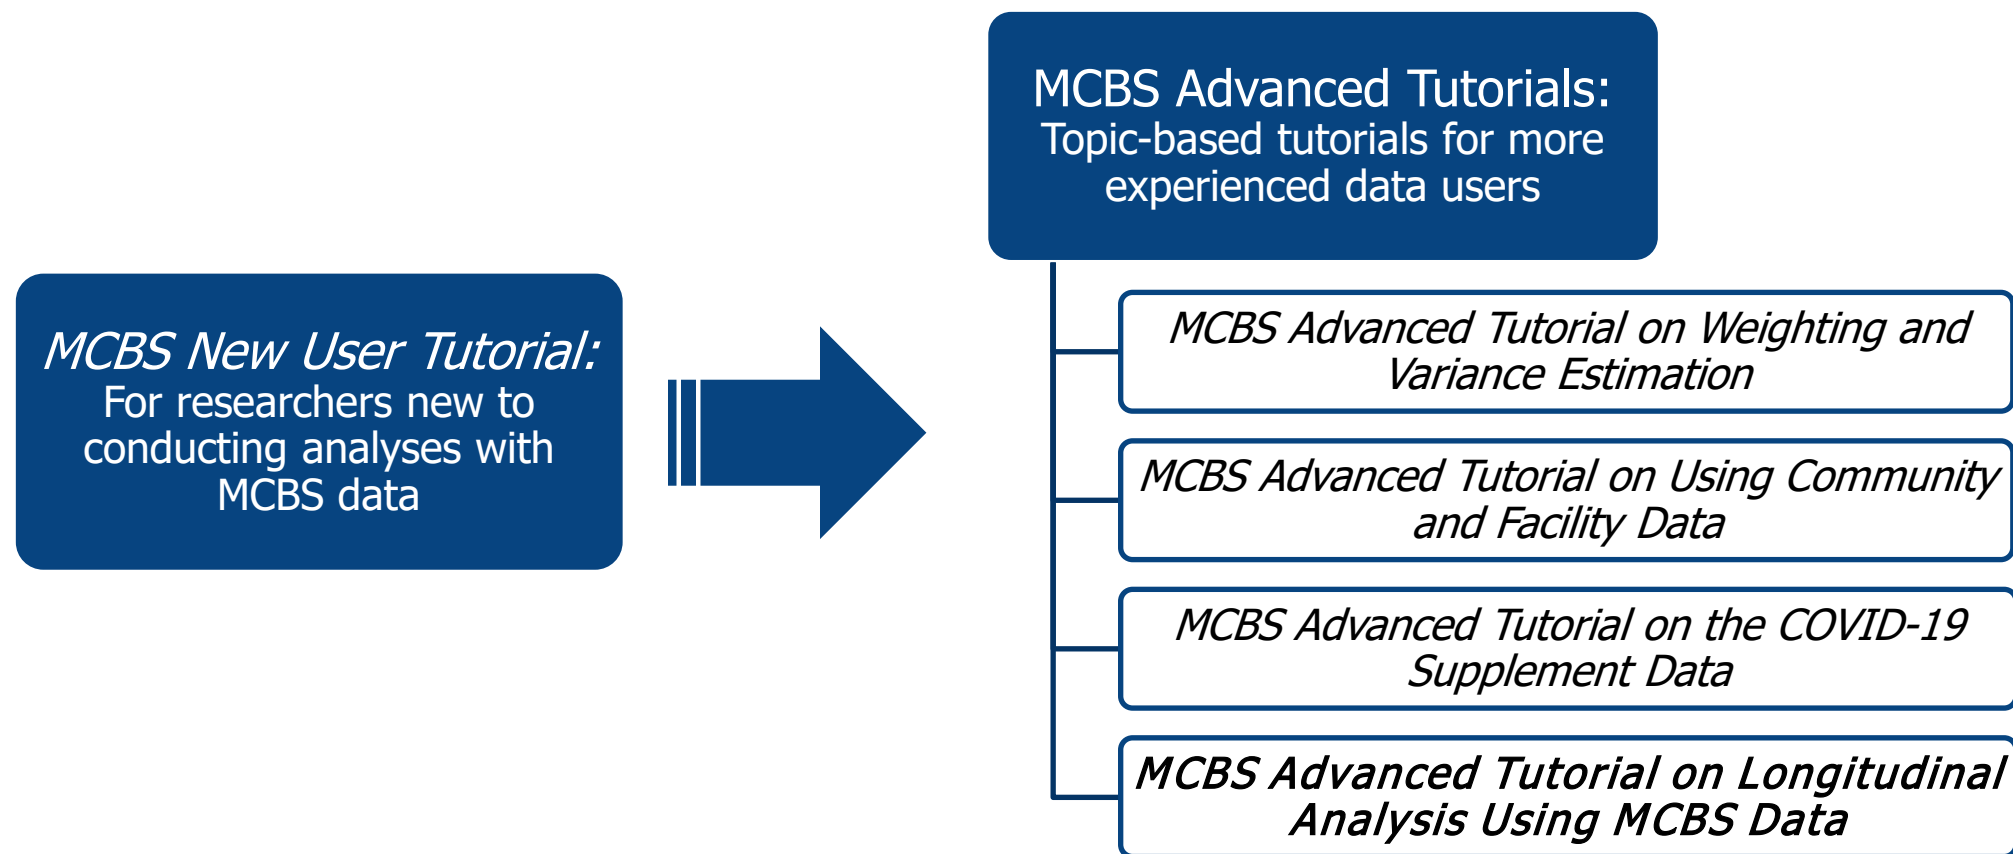 MCBS New User Tutorial:
For researchers new to
conducting analyses with
MCBS data
MCBS Advanced Tutorials:
Topic-based tutorials for more
experienced data users
MCBS Advanced Tutorial on Weighting and
Variance Estimation
MCBS Advanced Tutorial on Using Community
and Facility Data
MCBS Advanced Tutorial on the COVID-19
Supplement Data
MCBS Advanced Tutorial on Longitudinal
Analysis Using MCBS Data